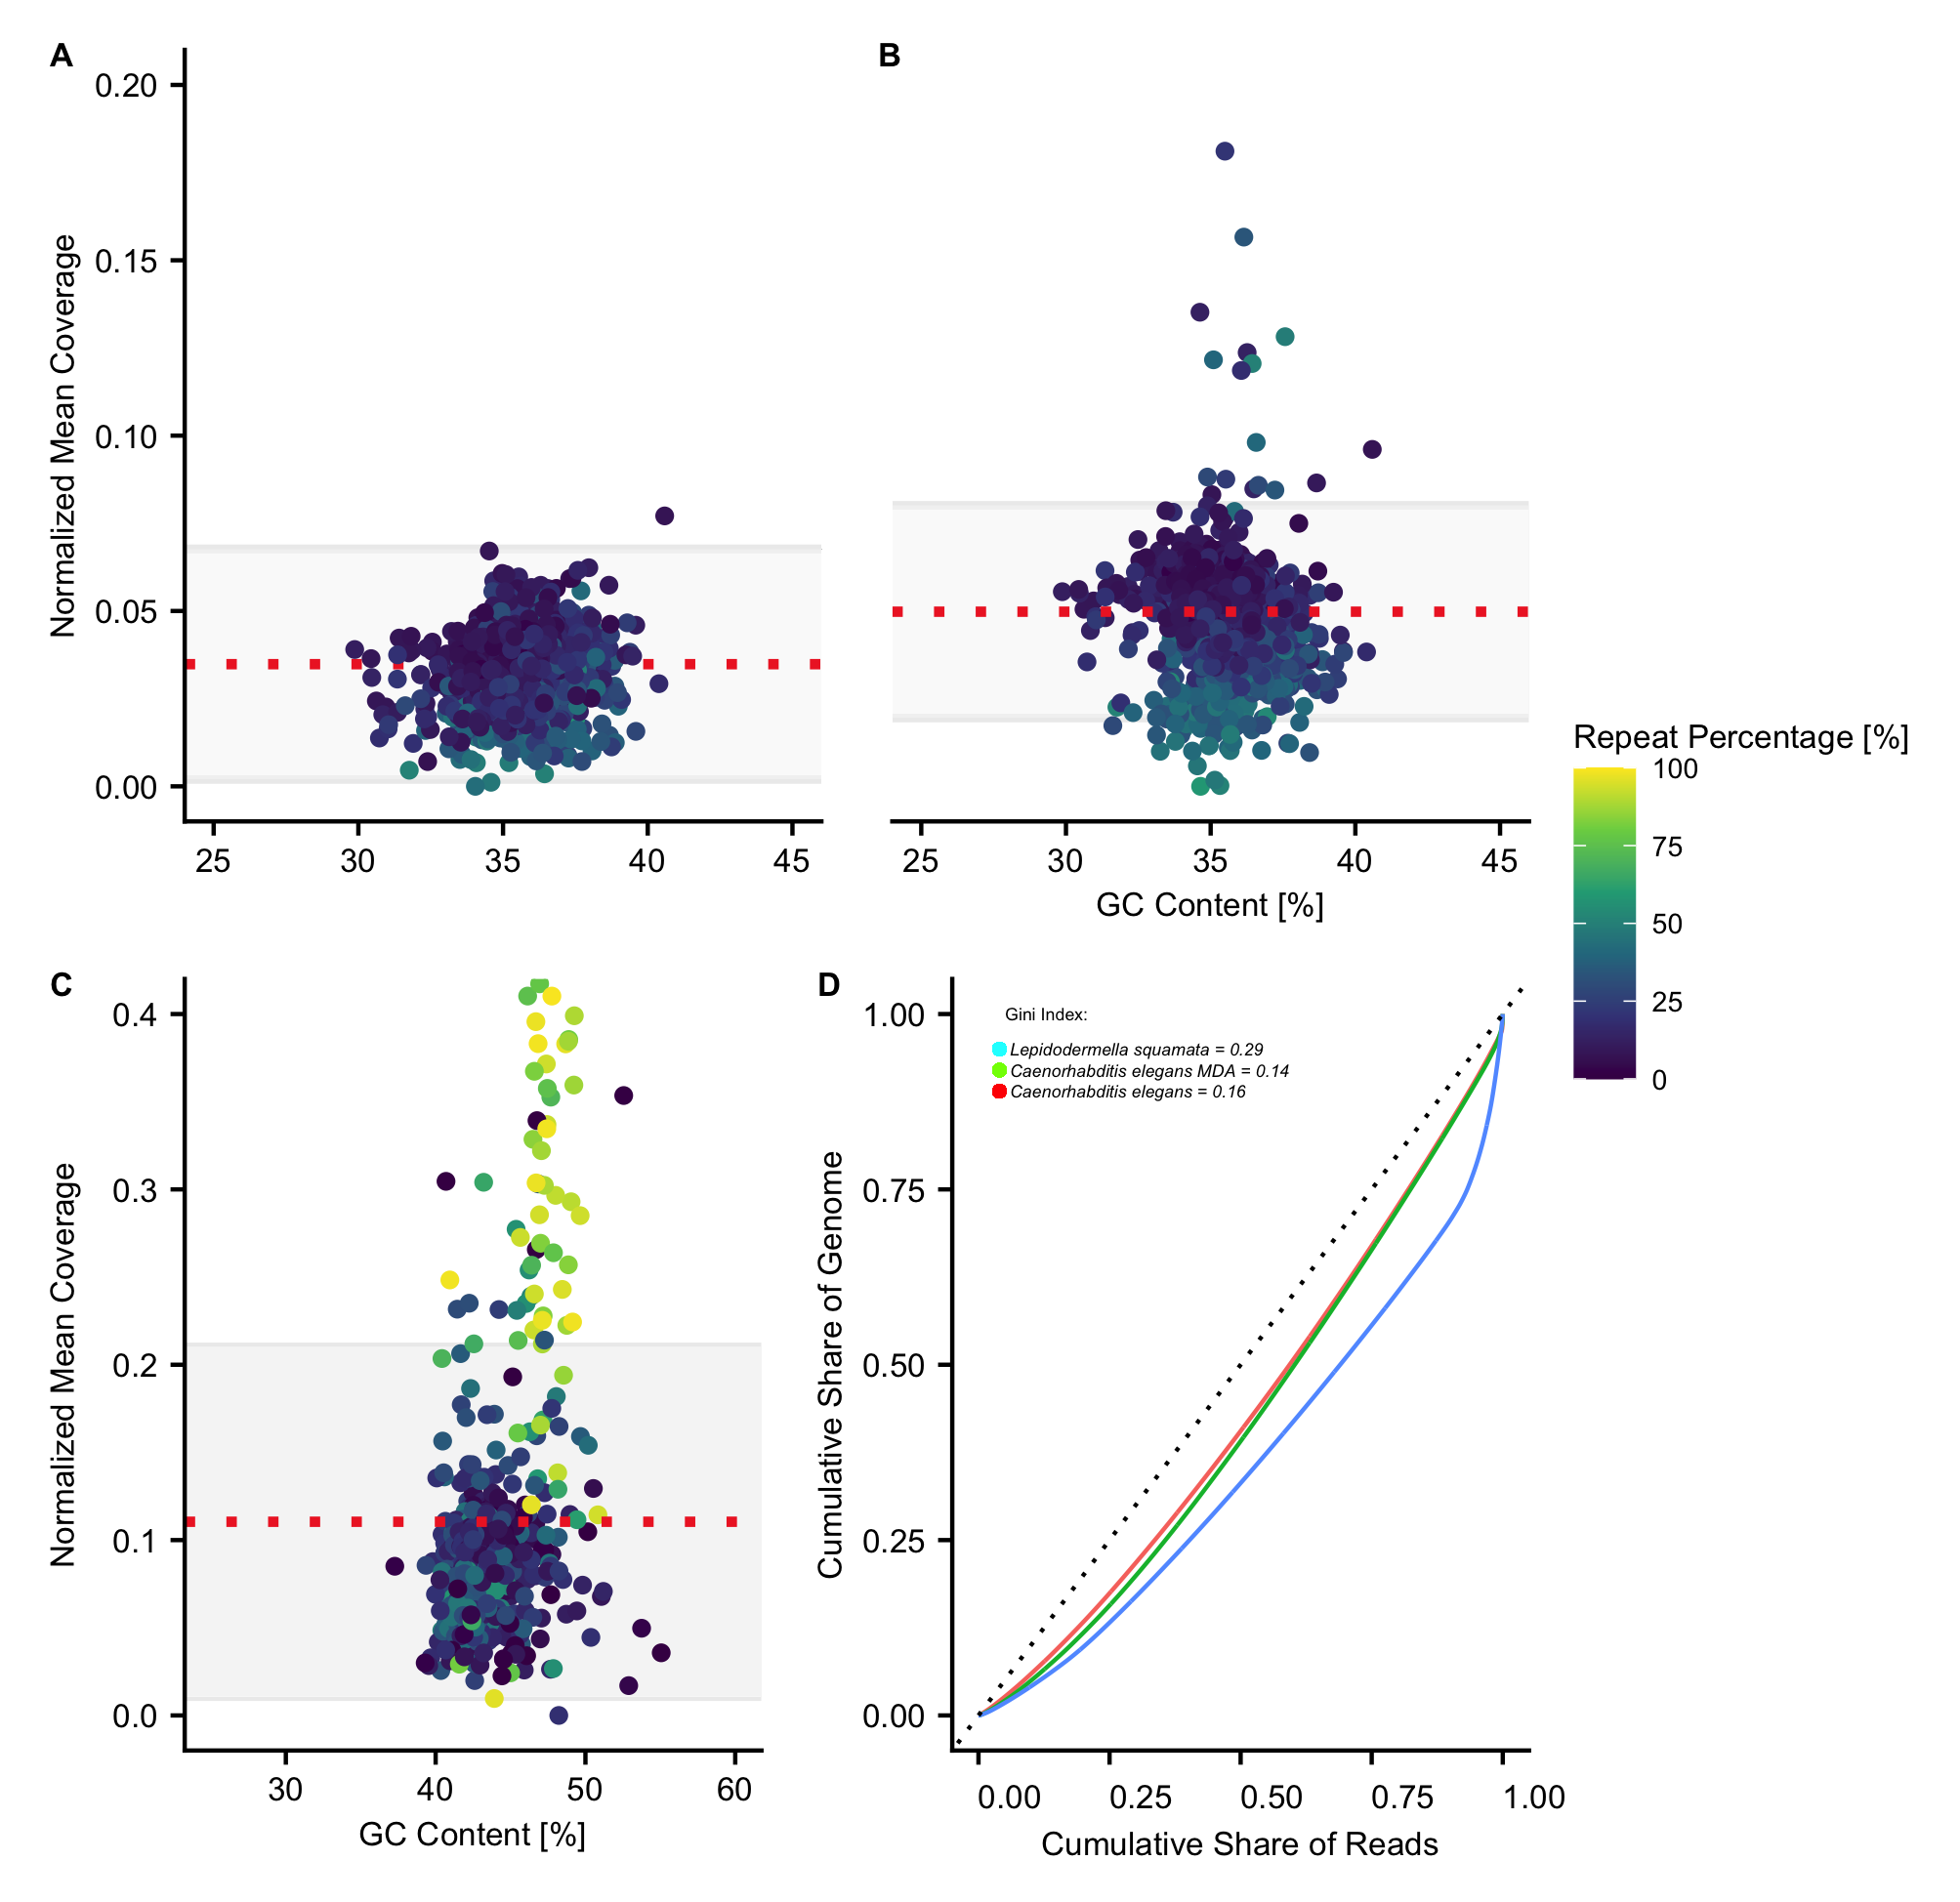 A
0.20
0.15
0.10
0.05
0.00
Normalized Mean Coverage
25 30 35 40 45
B
25 30 35 40 45
GC Content [%]
Repeat Percentage [%]
100
75
50
25
0
C
0.4
0.3
0.2
0.1
0.0
Normalized Mean Coverage
30 40 50 60
GC Content [%]
D
1.00
0.75
0.50
0.25
0.00
Cumulative Share of Genome
Gini Index:
Lepidodermella squamata = 0.29
Caenorhabditis elegans MDA = 0.14
Caenorhabditis elegans = 0.16
0.00 0.25 0.50 0.75 1.00
Cumulative Share of Reads